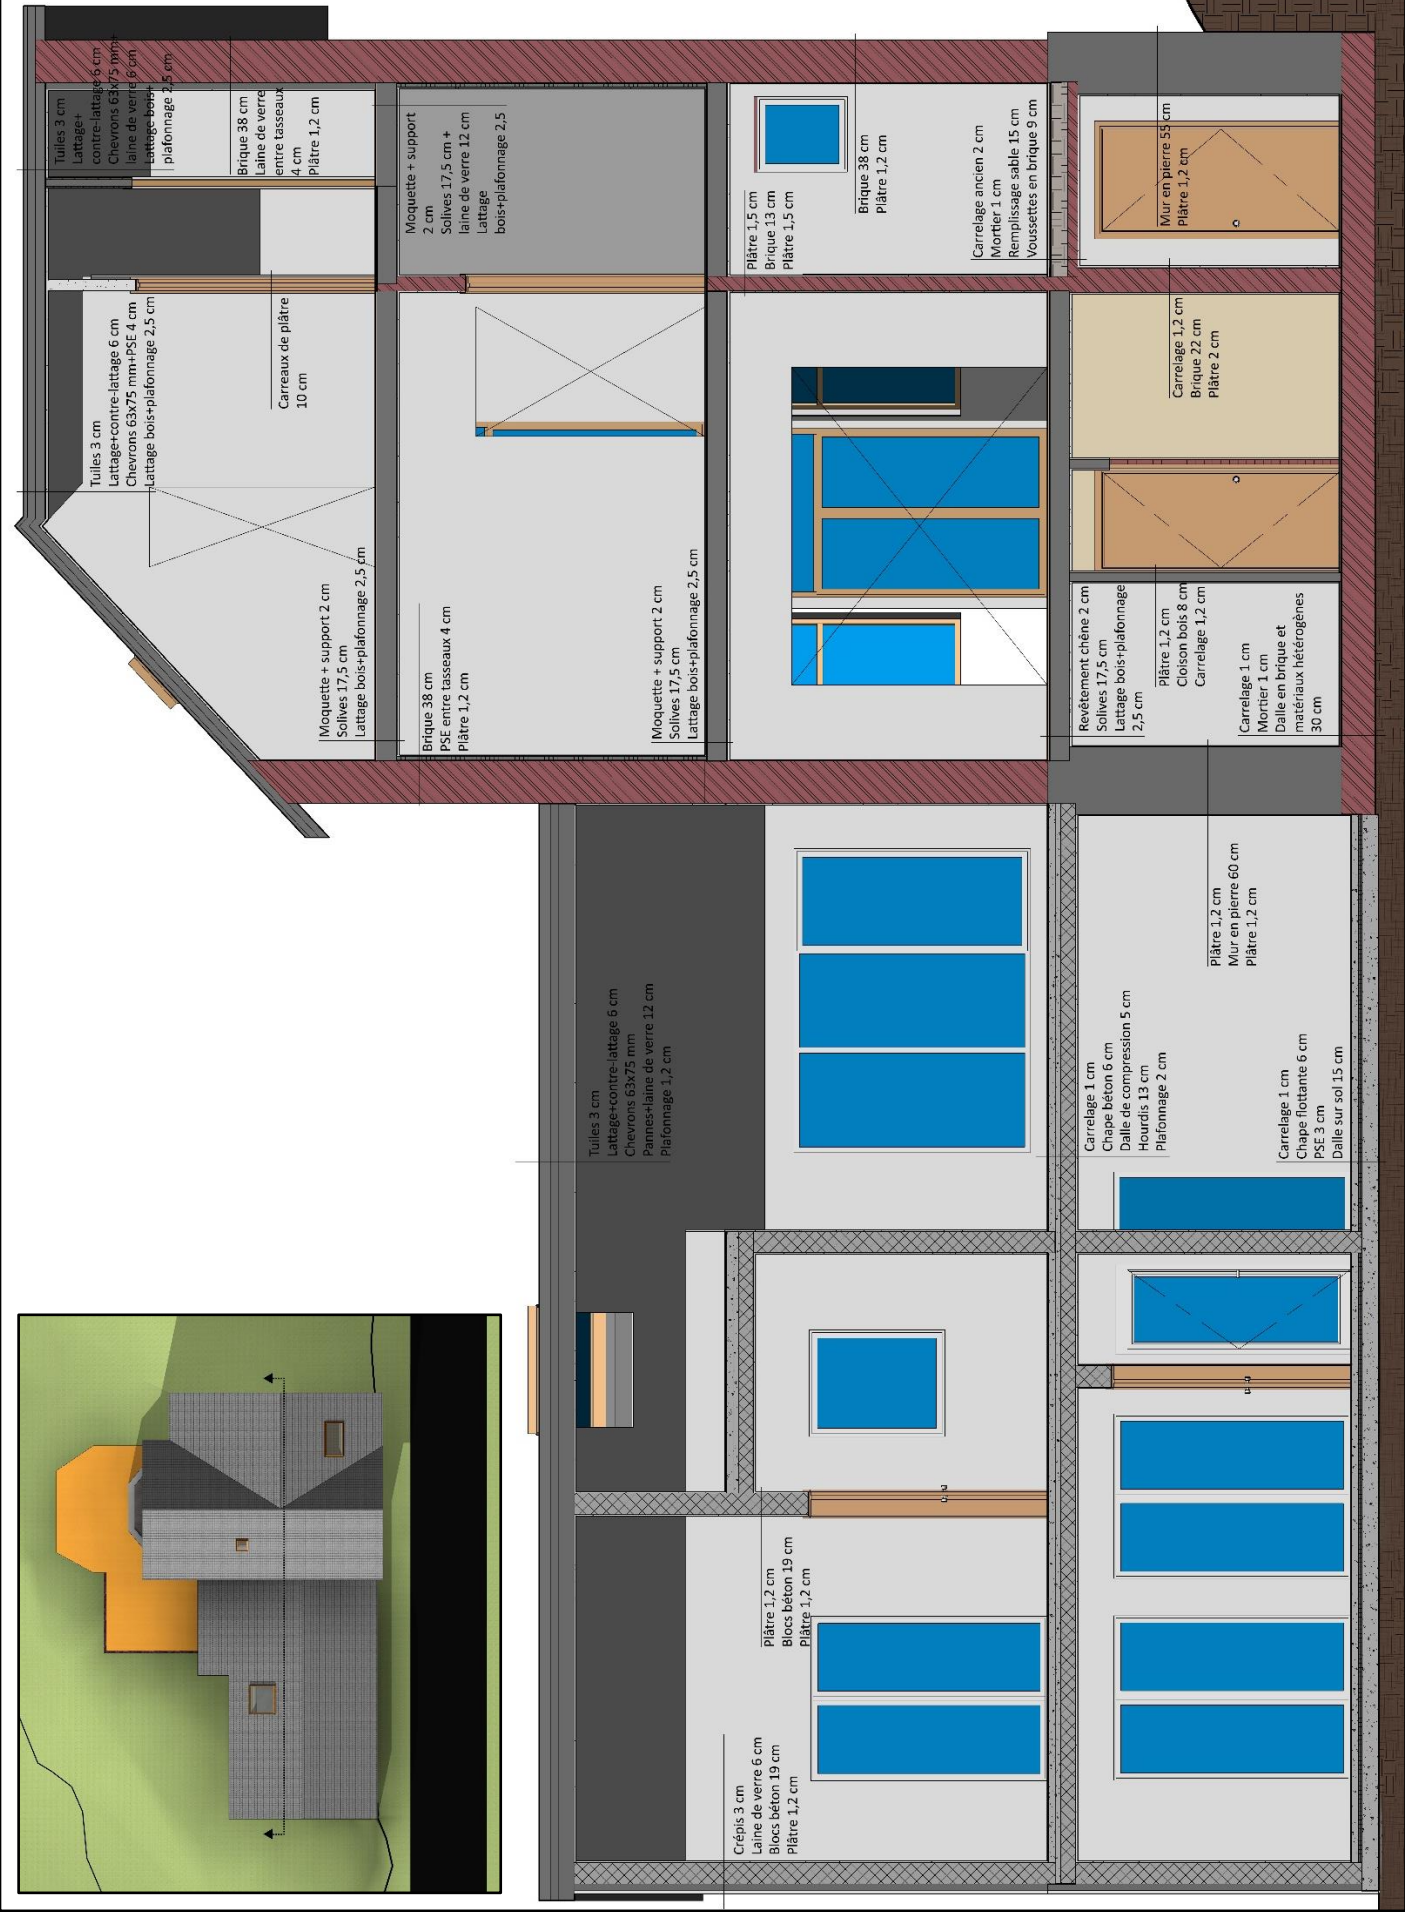 Tuiles 3 cm
Lattage+
contre-lattage 6 cm
Chevrons 63x75 mm+
laine de verre 6 cm
Lattage bois+
plafonnage 2,5 cm
Brique 38 cm
Laine de verre
entre tasseaux
4 cm
Plâtre 1,2 cm
Tuiles 3 cm
Lattage+contre-lattage 6 cm
Chevrons 63x75 mm+PSE 4 cm
Lattage bois+plafonnage 2,5 cm
Carreaux de plâtre
10 cm
Moquette + support 2 cm
Solives 17,5 cm
Lattage bois+plafonnage 2,5 cm
Moquette + support
2 cm
Solives 17,5 cm +
laine de verre 12 cm
Lattage
bois+plafonnage 2,5
Brique 38 cm
PSE entre tasseaux 4 cm
Plâtre 1,2 cm
Moquette + support 2 cm
Solives 17,5 cm
Lattage bois+plafonnage 2,5 cm
Plâtre 1,5 cm
Brique 13 cm
Plâtre 1,5 cm
Brique 38 cm
Plâtre 1,2 cm
Carrelage ancien 2 cm
Mortier 1 cm
Remplissage sable 15 cm
Voussettes en brique 9 cm
Mur en pierre 55 cm
Plâtre 1,2 cm
Carrelage 1,2 cm
Brique 22 cm
Plâtre 2 cm
Revêtement chêne 2 cm
Solives 17,5 cm
Lattage bois+plafonnage
2,5 cm
Plâtre 1,2 cm
Cloison bois 8 cm
Carrelage 1,2 cm
Carrelage 1 cm
Mortier 1 cm
Dalle en brique et
matériaux hétérogènes
30 cm
Plâtre 1,2 cm
Mur en pierre 60 cm
Plâtre 1,2 cm
Tuiles 3 cm
Lattage+contre-lattage 6 cm
Chevrons 63x75 mm
Pannes+laine de verre 12 cm
Plafonnage 1,2 cm
Carrelage 1 cm
Chape béton 6 cm
Dalle de compression 5 cm
Hourdis 13 cm
Plafonnage 2 cm
Carrelage 1 cm
Chape flottante 6 cm
PSE 3 cm
Dalle sur sol 15 cm
Plâtre 1,2 cm
Blocs béton 19 cm
Plâtre 1,2 cm
Crépis 3 cm
Laine de verre 6 cm
Blocs béton 19 cm
Plâtre 1,2 cm